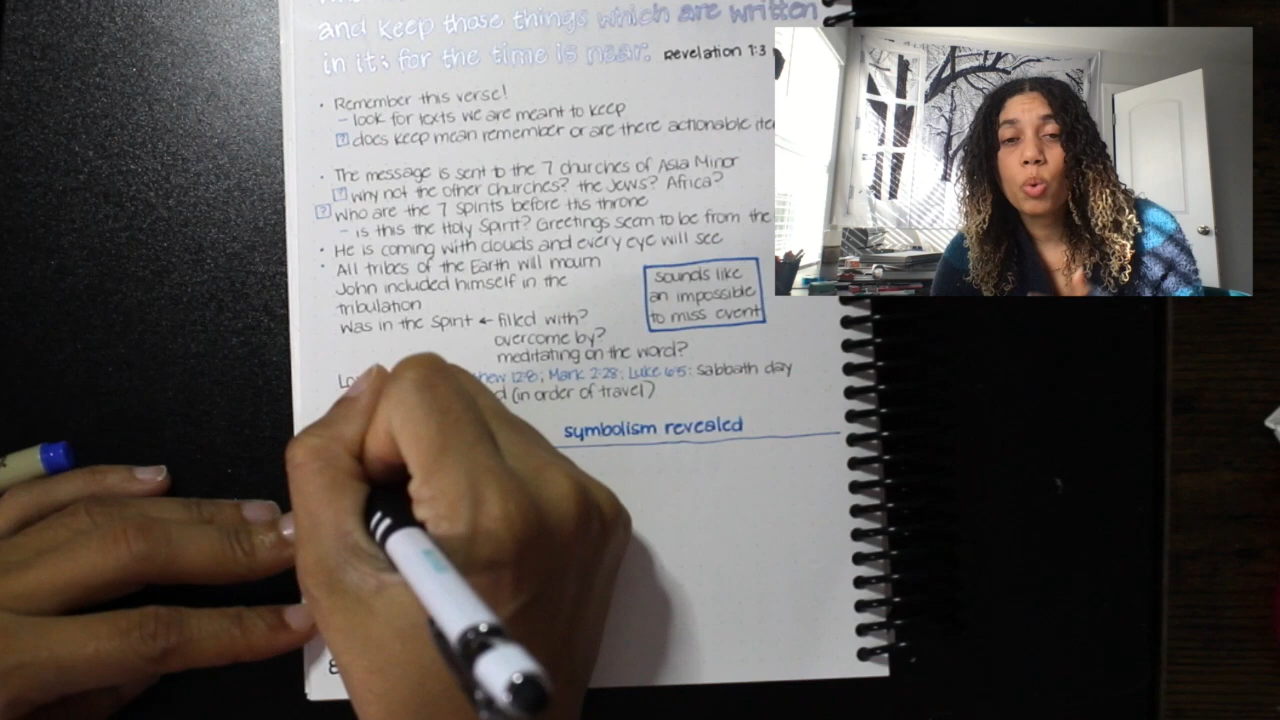 and keep those things which are written
in it: for the time is near. Revelation 1:3
• Remember this verse!
- look for texts we are meant to keep
? does keep mean remember or are there actionable
• The message is sent to the 7 churches of Asia Minor
? why not the other churches? the Jews? Africa?
? Who are the 7 spirits before His throne
- is this the Holy Spirit? Greetings seem to be from the
• He is coming with clouds and every eye will see
• All tribes of the Earth will mourn
John included himself in the
tribulation
sounds like
an impossible
to miss event
Was in the Spirit ← filled with?
overcome by?
meditating on the word?
12:8; Mark 2:28; Luke 6:5: sabbath day
(in order of travel)
symbolism revealed
8